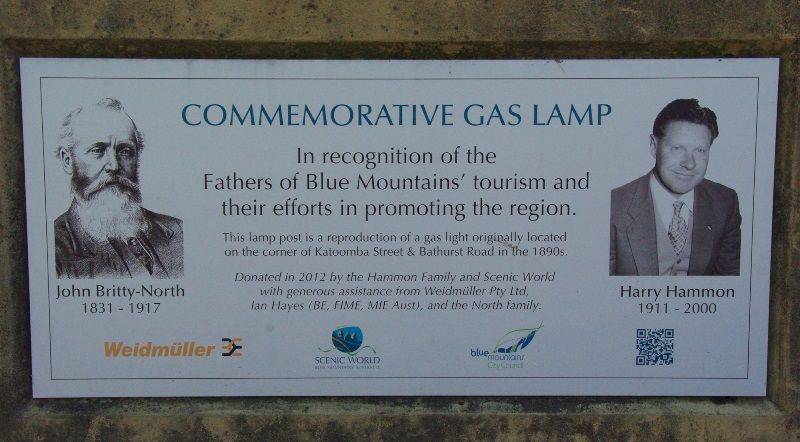 COMMEMORATIVE GAS LAMP
In recognition of the
Fathers of Blue Mountains' tourism and
their efforts in promoting the region.
This lamp post is a reproduction of a gas light originally located
on the corner of Katoomba Street & Bathurst Road in the 1890s.
Donated in 2012 by the Hammon Family and Scenic World
with generous assistance from Weidmüller Pty Ltd,
Ian Hayes (BE, FIME, MIE Aust), and the North family.
John Britty-North
1831 - 1917
Harry Hammon
1911 - 2000
Weidmüller
SCENIC WORLD
BLUE MOUNTAINS AUSTRALIA
blue mountains
City Council